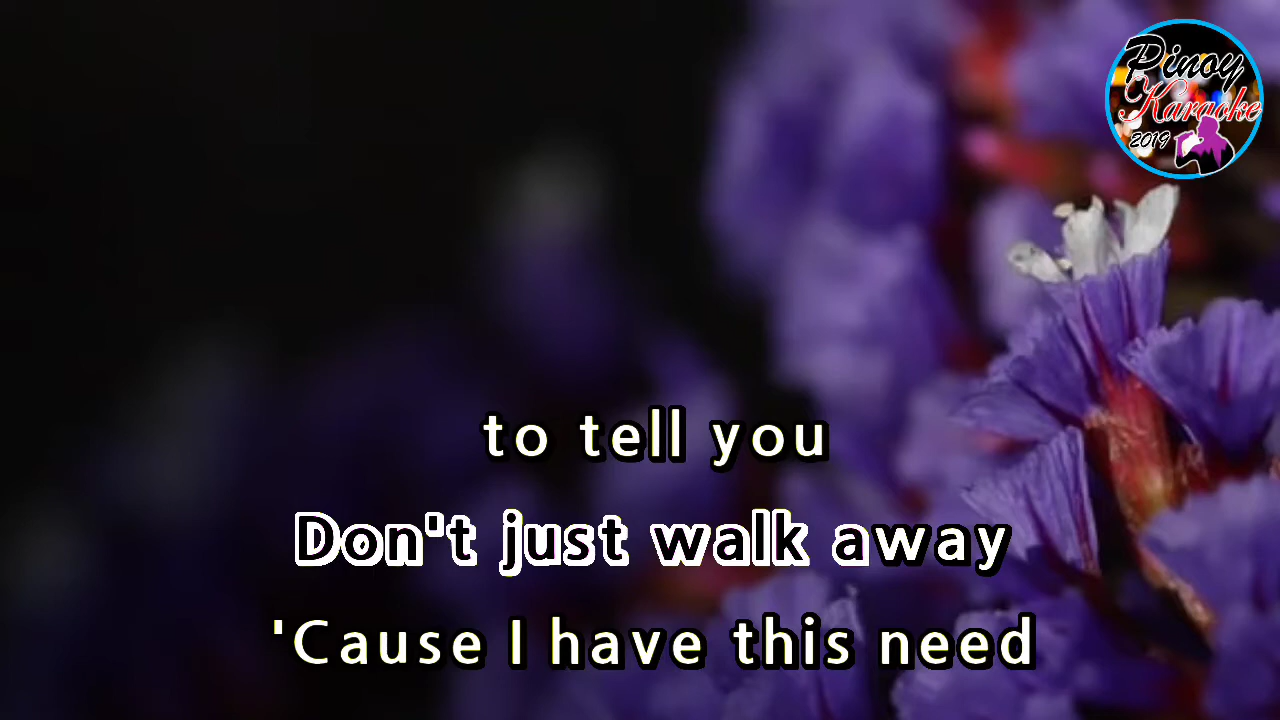 Pinoy
Karaoke
2019
to tell you
Don't just walk away
'Cause I have this need